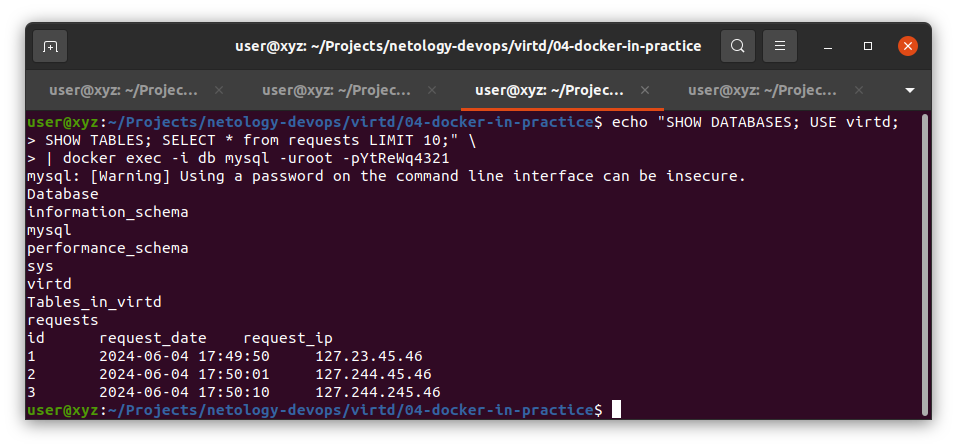 user@xyz: ~/Projects/netology-devops/virtd/04-docker-in-practice
user@xyz: ~/Projec... × user@xyz: ~/Projec... × user@xyz: ~/Projec... × user@xyz: ~/Projec... ×
user@xyz:~/Projects/netology-devops/virtd/04-docker-in-practice$ echo "SHOW DATABASES; USE virtd;
> SHOW TABLES; SELECT * from requests LIMIT 10;" \
> | docker exec -i db mysql -uroot -pYtReWq4321
mysql: [Warning] Using a password on the command line interface can be insecure.
Database
information_schema
mysql
performance_schema
sys
virtd
Tables_in_virtd
requests
id request_date request_ip
1 2024-06-04 17:49:50 127.23.45.46
2 2024-06-04 17:50:01 127.244.45.46
3 2024-06-04 17:50:10 127.244.245.46
user@xyz:~/Projects/netology-devops/virtd/04-docker-in-practice$